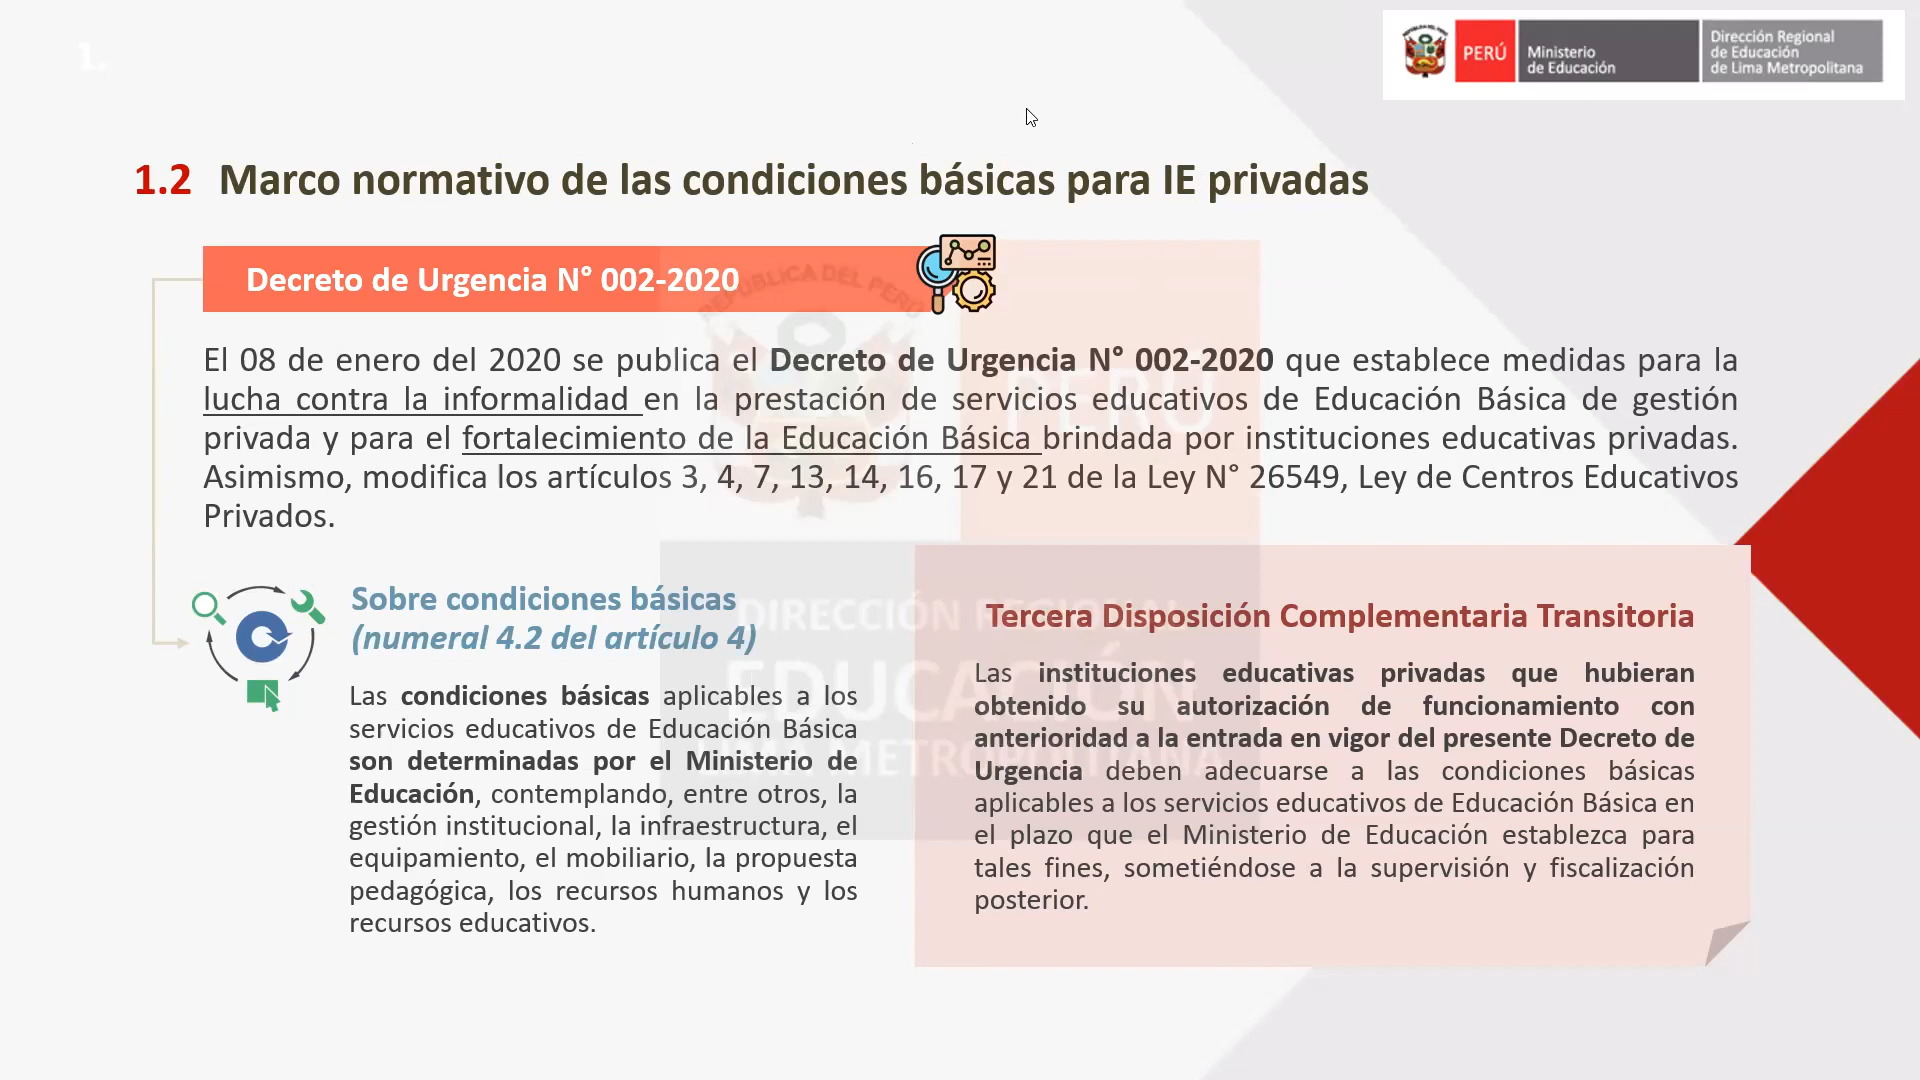 1.
PERÚ
Ministerio
de Educación
Dirección Regional
de Educación
de Lima Metropolitana
1.2 Marco normativo de las condiciones básicas para IE privadas
Decreto de Urgencia N° 002-2020
REPÚBLICA DEL PERÚ
El 08 de enero del 2020 se publica el Decreto de Urgencia N° 002-2020 que establece medidas para la
lucha contra la informalidad en la prestación de servicios educativos de Educación Básica de gestión
privada y para el fortalecimiento de la Educación Básica brindada por instituciones educativas privadas.
Asimismo, modifica los artículos 3, 4, 7, 13, 14, 16, 17 y 21 de la Ley N° 26549, Ley de Centros Educativos
Privados.
PERÚ
Sobre condiciones básicas
(numeral 4.2 del artículo 4)
Las condiciones básicas aplicables a los
servicios educativos de Educación Básica
son determinadas por el Ministerio de
Educación, contemplando, entre otros, la
gestión institucional, la infraestructura, el
equipamiento, el mobiliario, la propuesta
pedagógica, los recursos humanos y los
recursos educativos.
DIRECCIÓN REGIONAL
EDUCACIÓN
LIMA METROPOLITANA
Tercera Disposición Complementaria Transitoria
Las instituciones educativas privadas que hubieran
obtenido su autorización de funcionamiento con
anterioridad a la entrada en vigor del presente Decreto de
Urgencia deben adecuarse a las condiciones básicas
aplicables a los servicios educativos de Educación Básica en
el plazo que el Ministerio de Educación establezca para
tales fines, sometiéndose a la supervisión y fiscalización
posterior.